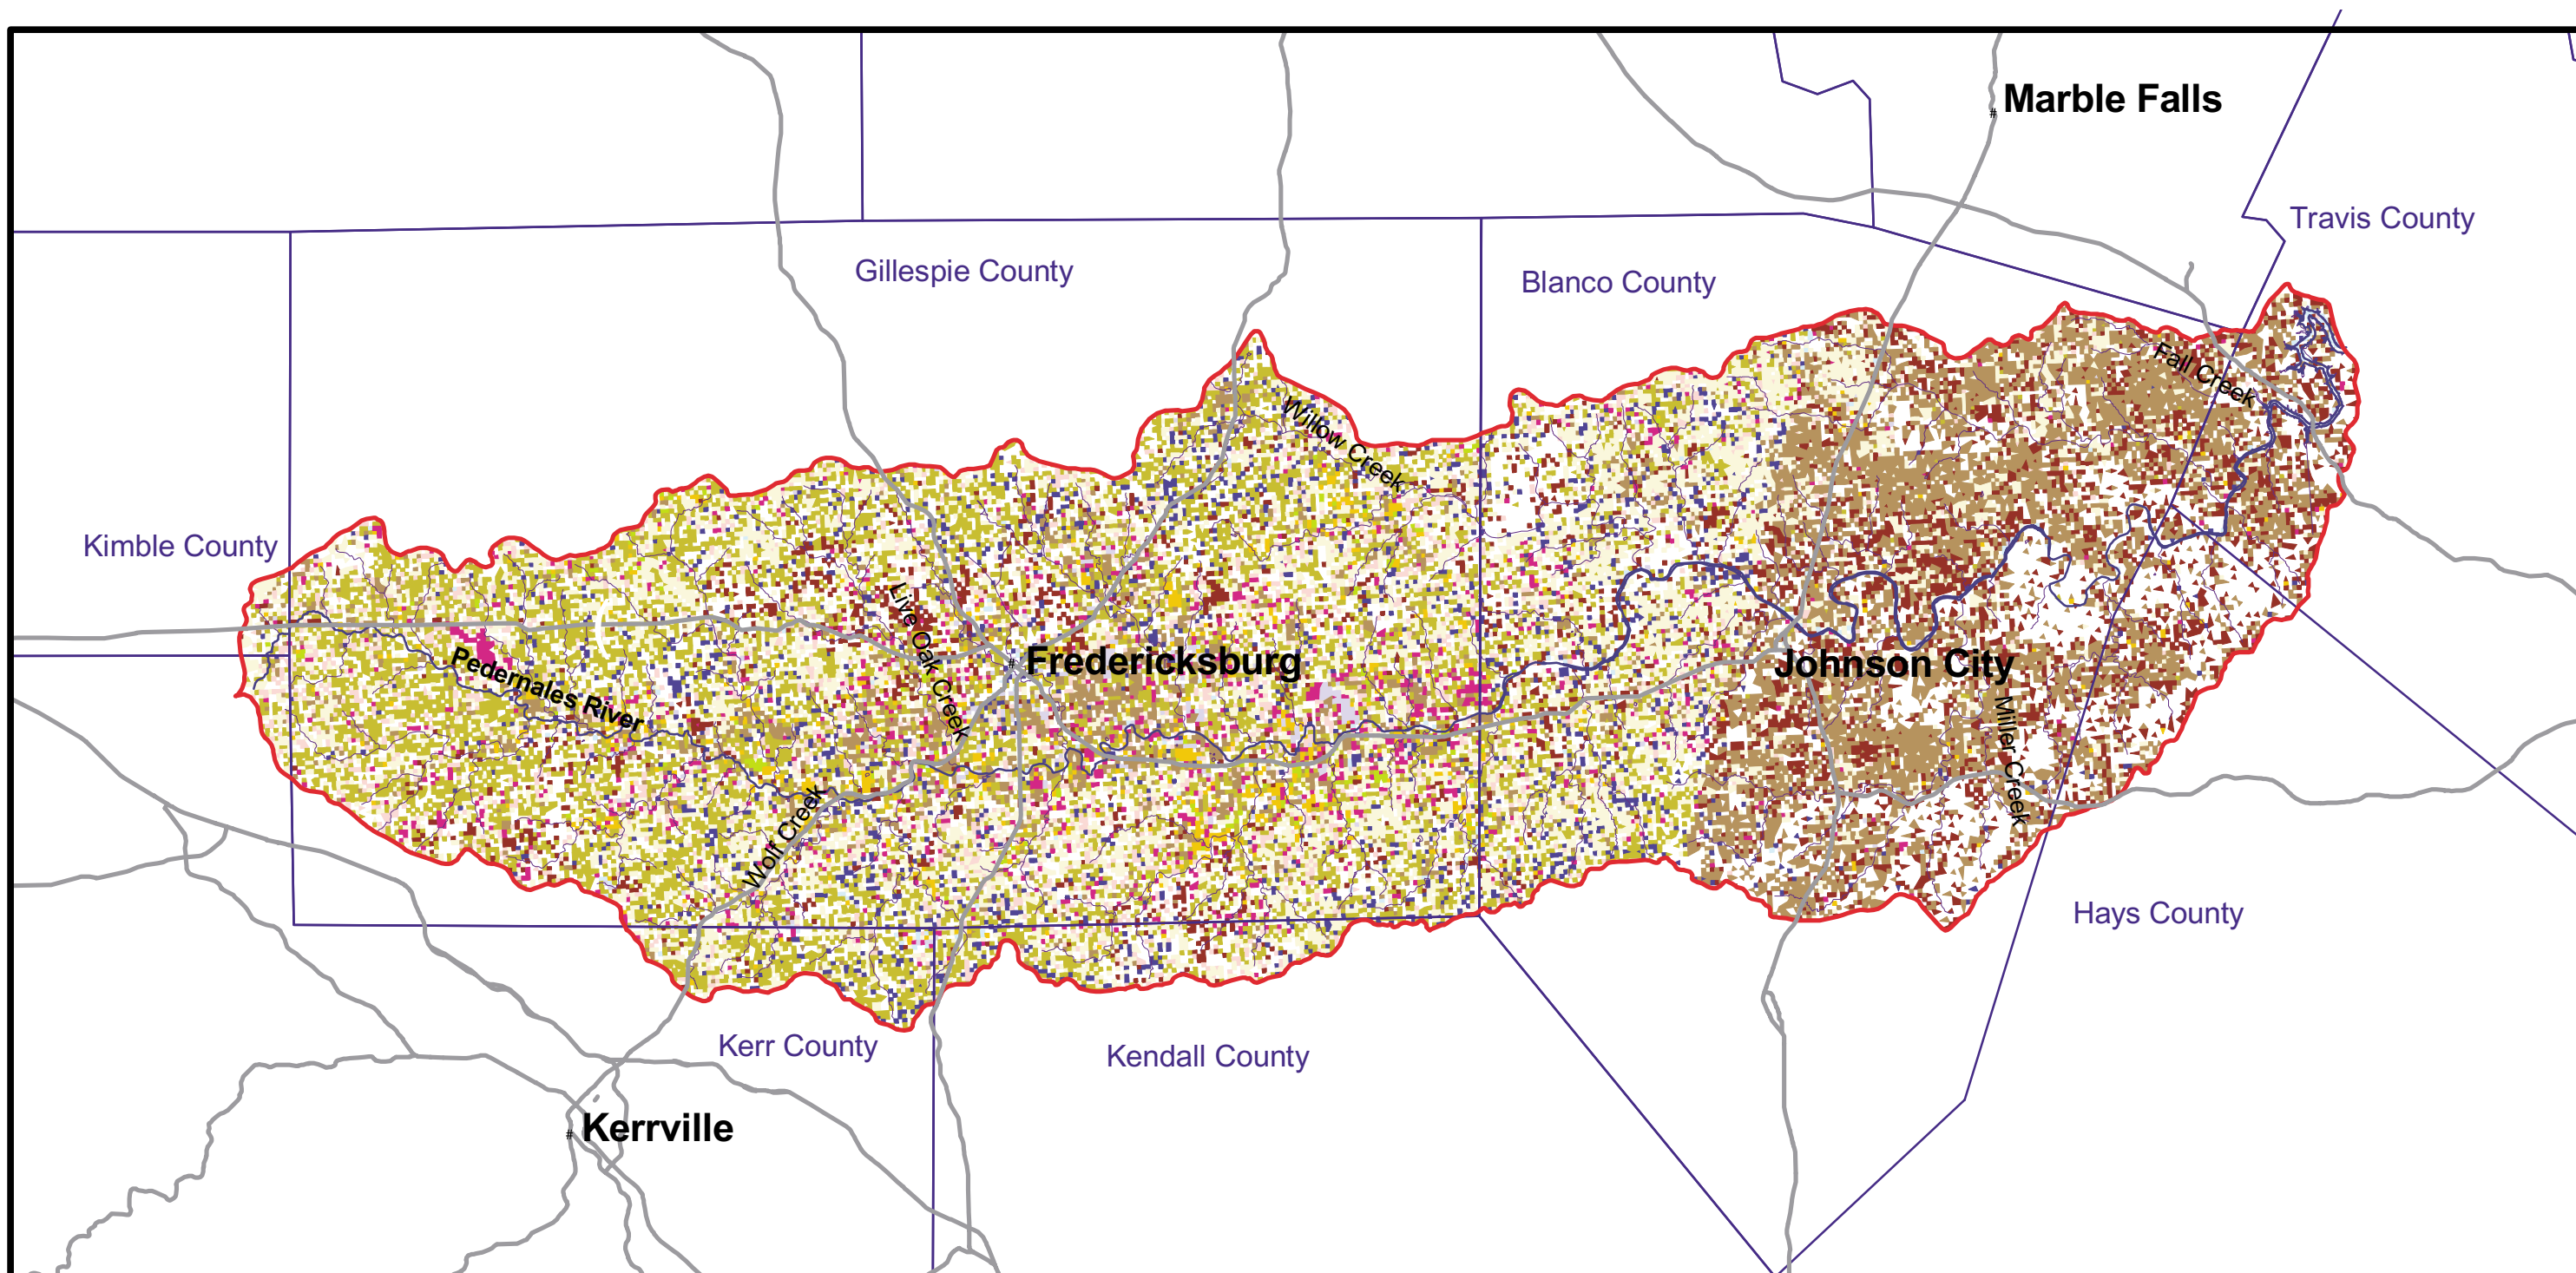 Marble Falls
Travis County
Gillespie County
Blanco County
Fall Creek
Willow Creek
Kimble County
Live Oak Creek
Fredericksburg
Johnson City
Pedernales River
Miller Creek
Wolf Creek
Hays County
Kerr County
Kendall County
Kerrville